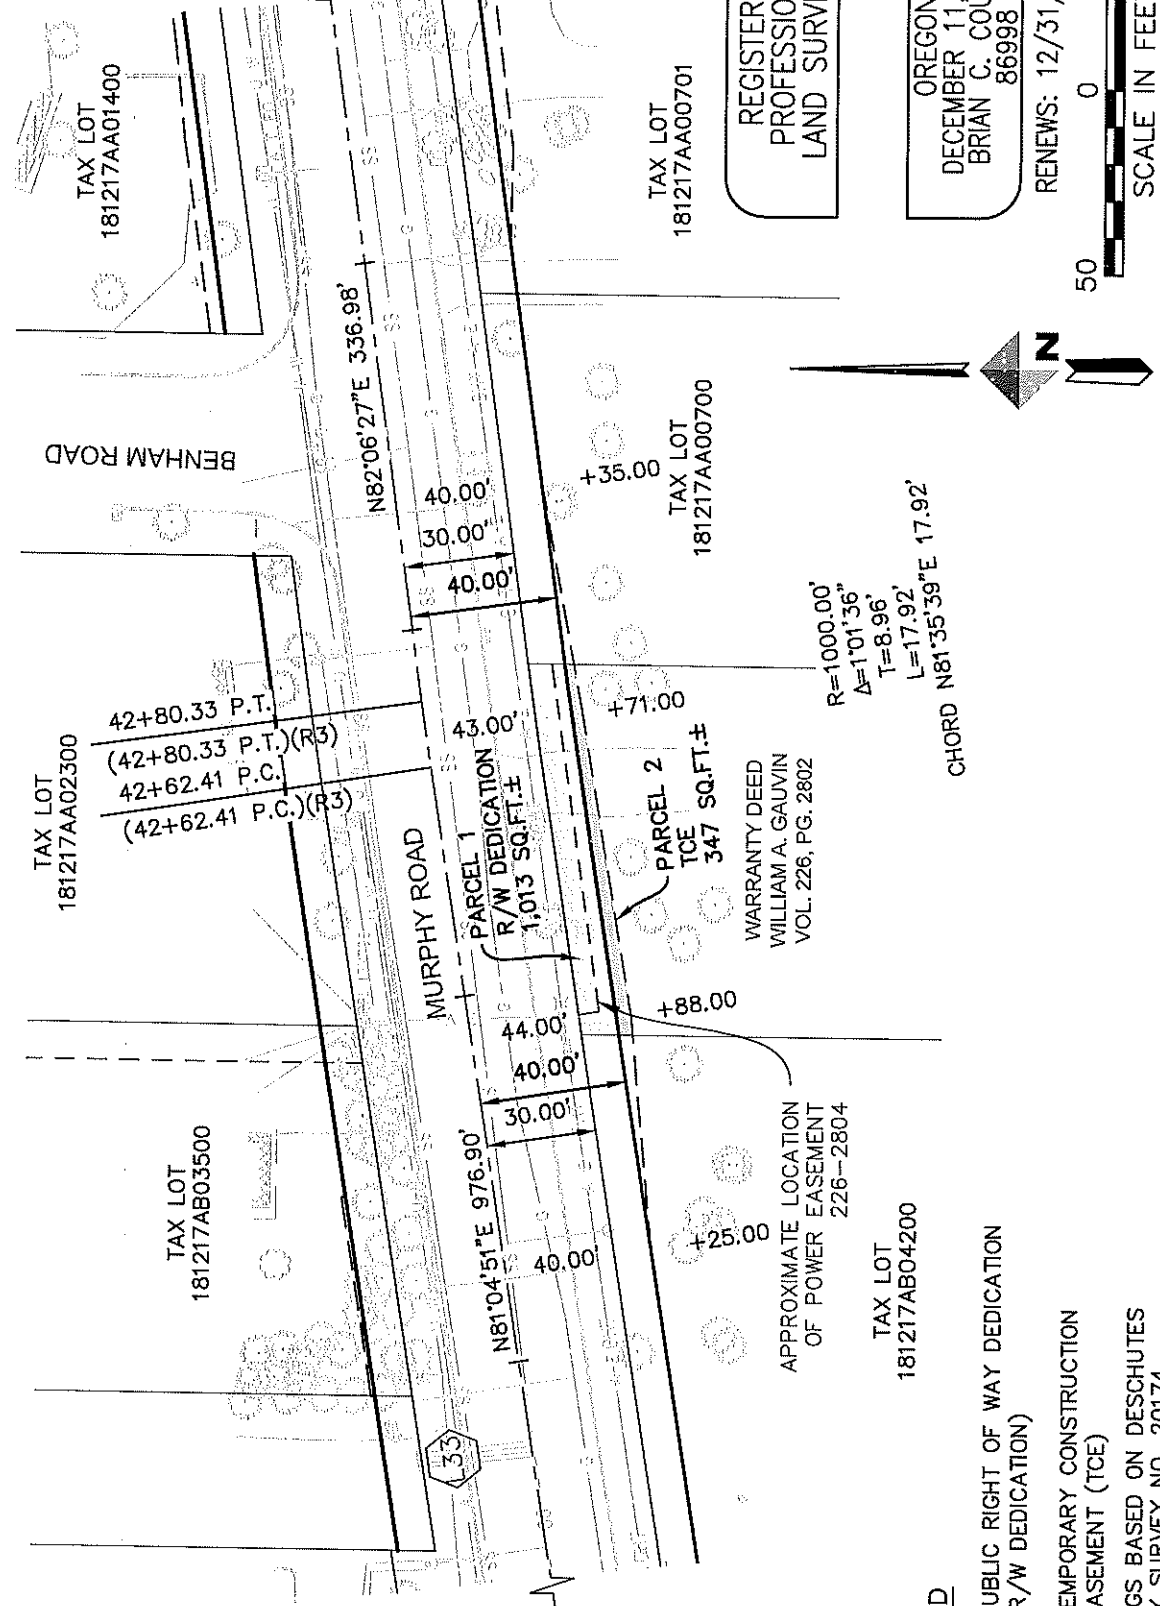 TAX LOT
181217AA01400
BENHAM ROAD
TAX LOT
181217AA02300
42+80.33 P.T.
(42+80.33 P.T.)(R3)
42+62.41 P.C.
(42+62.41 P.C.)(R3)
N82°06'27"E 336.98'
40.00'
30.00'
40.00'
43.00'
MURPHY ROAD
PARCEL 1
R/W DEDICATION
1,013 SQ.FT.±
TAX LOT
181217AB03500
44.00'
40.00'
30.00'
N81°04'51"E 976.90'
40.00'
L33
TAX LOT
181217AA00701
+35.00
TAX LOT
181217AA00700
+71.00
PARCEL 2
TCE
347 SQ.FT.±
R=1000.00'
Δ=1°01'36"
T=8.96'
L=17.92'
CHORD N81°35'39"E 17.92'
WARRANTY DEED
WILLIAM A. GAUVIN
VOL. 226, PG. 2802
+88.00
APPROXIMATE LOCATION
OF POWER EASEMENT
226-2804
+25.00
TAX LOT
181217AB04200
REGISTER
PROFESSIO
LAND SURV
OREGON
DECEMBER 11,
BRIAN C. COU
86998
RENEWS: 12/31/
N
50
0
SCALE IN FEE
D
UBLIC RIGHT OF WAY DEDICATION
R/W DEDICATION)
EMPORARY CONSTRUCTION
ASEMENT (TCE)
GS BASED ON DESCHUTES
Y SURVEY NO. 20174